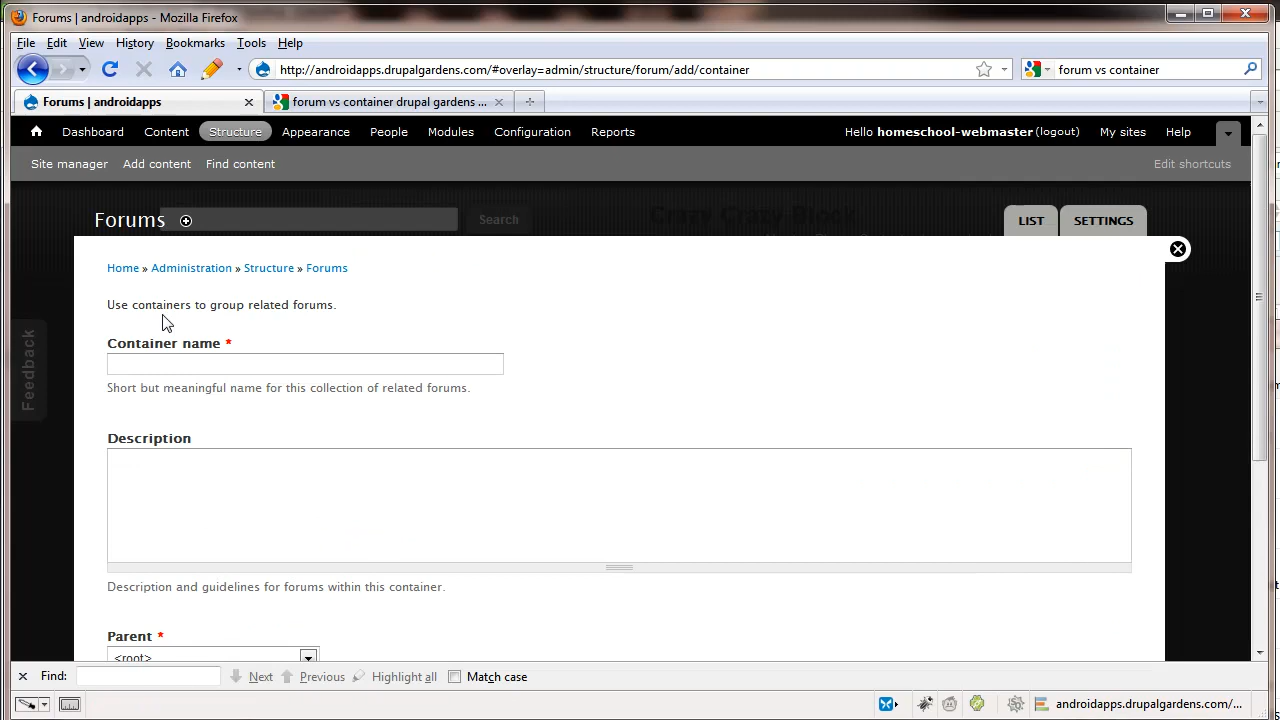 Forums | androidapps - Mozilla Firefox
File Edit View History Bookmarks Tools Help
http://androidapps.drupalgardens.com/#overlay=admin/structure/forum/add/container
forum vs container
Forums | androidapps
forum vs container drupal gardens ...
Dashboard Content Structure Appearance People Modules Configuration Reports Hello homeschool-webmaster (logout) My sites Help
Site manager Add content Find content Edit shortcuts
Forums Search LIST SETTINGS
Home » Administration » Structure » Forums
Use containers to group related forums.
Feedback
Container name *
Short but meaningful name for this collection of related forums.
Description
Description and guidelines for forums within this container.
Parent *
<root>
Find: Next Previous Highlight all Match case
androidapps.drupalgardens.com/...